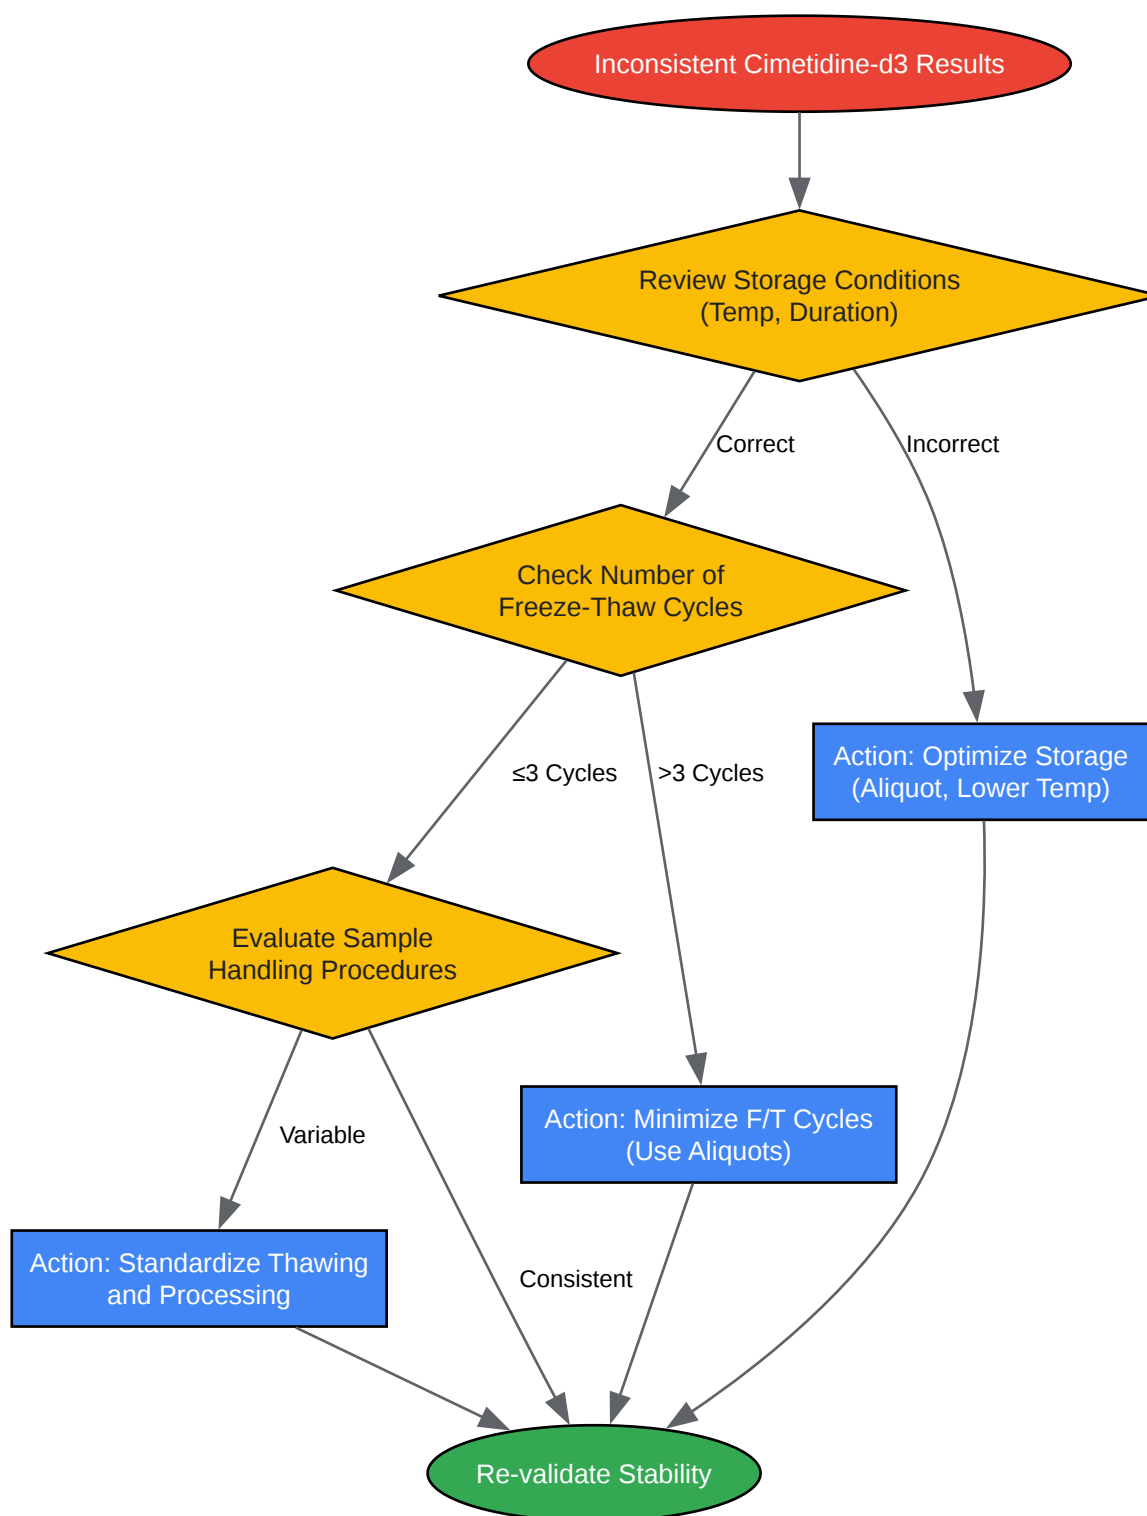 Inconsistent Cimetidine-d3 Results
Review Storage Conditions
(Temp, Duration)
Correct
Incorrect
Check Number of
Freeze-Thaw Cycles
Action: Optimize Storage
(Aliquot, Lower Temp)
≤3 Cycles
>3 Cycles
Evaluate Sample
Handling Procedures
Action: Minimize F/T Cycles
(Use Aliquots)
Variable
Action: Standardize Thawing
and Processing
Consistent
Re-validate Stability